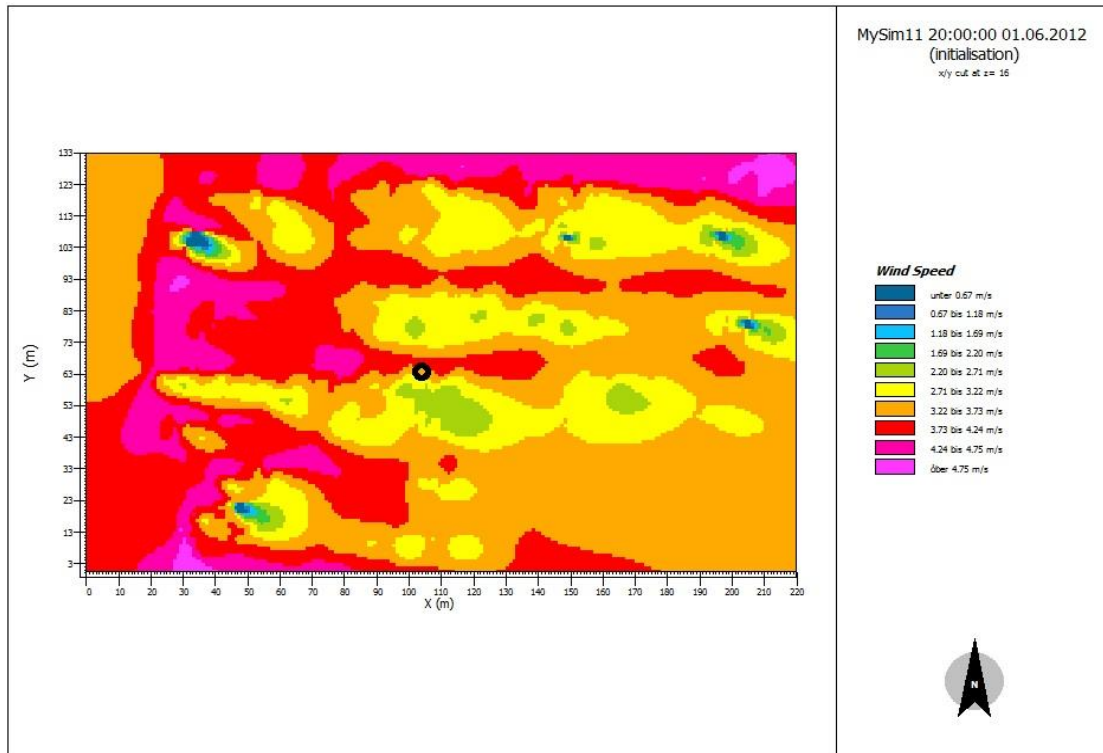 MySim11 20:00:00 01.06.2012
(initialisation)
x/y cut at z= 16
133
123
113
103
93
83
73
63
53
43
33
23
13
3
Y (m)
0 10 20 30 40 50 60 70 80 90 100 110 120 130 140 150 160 170 180 190 200 210 220
X (m)
Wind Speed
unter 0.67 m/s
0.67 bis 1.18 m/s
1.18 bis 1.69 m/s
1.69 bis 2.20 m/s
2.20 bis 2.71 m/s
2.71 bis 3.22 m/s
3.22 bis 3.73 m/s
3.73 bis 4.24 m/s
4.24 bis 4.75 m/s
őber 4.75 m/s
N